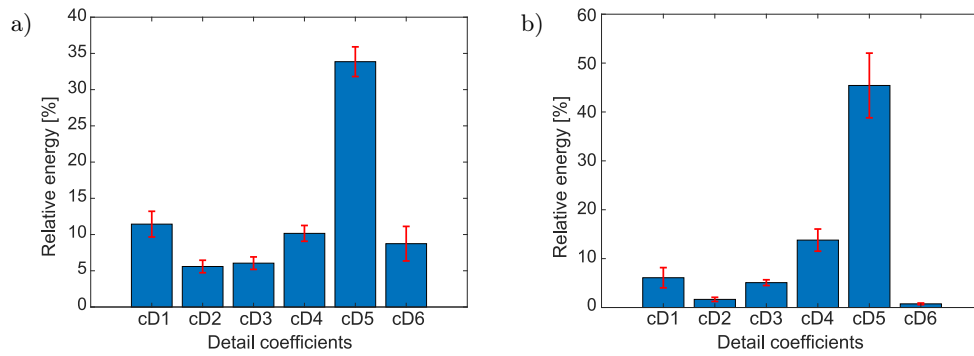 a)
Relative energy [%]
40
35
30
25
20
15
10
5
0
cD1 cD2 cD3 cD4 cD5 cD6
Detail coefficients
b)
Relative energy [%]
60
50
40
30
20
10
0
cD1 cD2 cD3 cD4 cD5 cD6
Detail coefficients